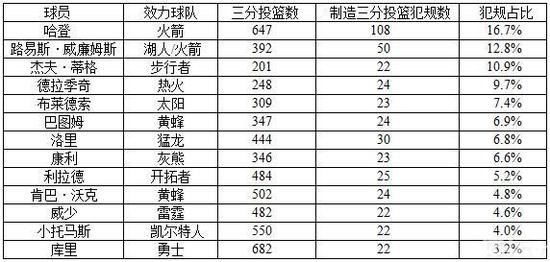 球员 效力球队 三分投篮数 制造三分投篮犯规数 犯规占比
哈登 火箭 647 108 16.7%
路易斯·威廉姆斯 湖人/火箭 392 50 12.8%
杰夫·蒂格 步行者 201 22 10.9%
德拉季奇 热火 248 24 9.7%
布莱德索 太阳 309 23 7.4%
巴图姆 黄蜂 347 24 6.9%
洛里 猛龙 444 30 6.8%
康利 灰熊 346 23 6.6%
利拉德 开拓者 484 25 5.2%
肯巴·沃克 黄蜂 502 24 4.8%
威少 雷霆 482 22 4.6%
小托马斯 凯尔特人 550 22 4.0%
库里 勇士 682 22 3.2%